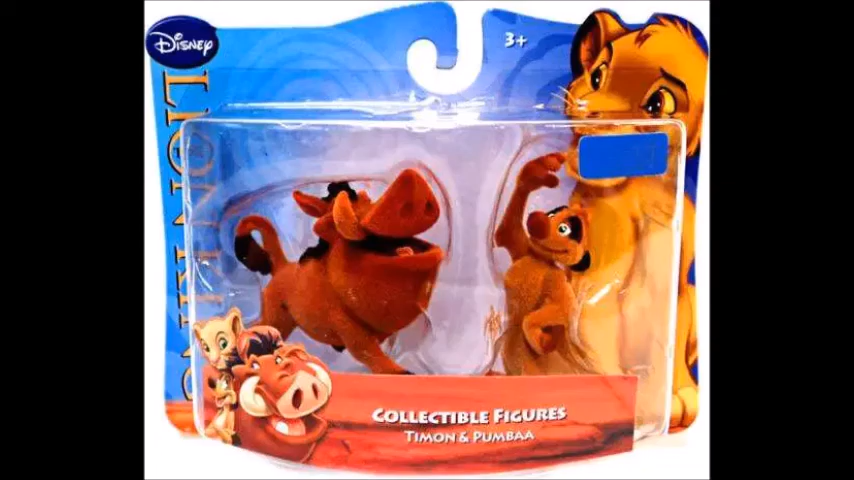 Disney
3+
LION KING
COLLECTIBLE FIGURES
TIMON & PUMBAA